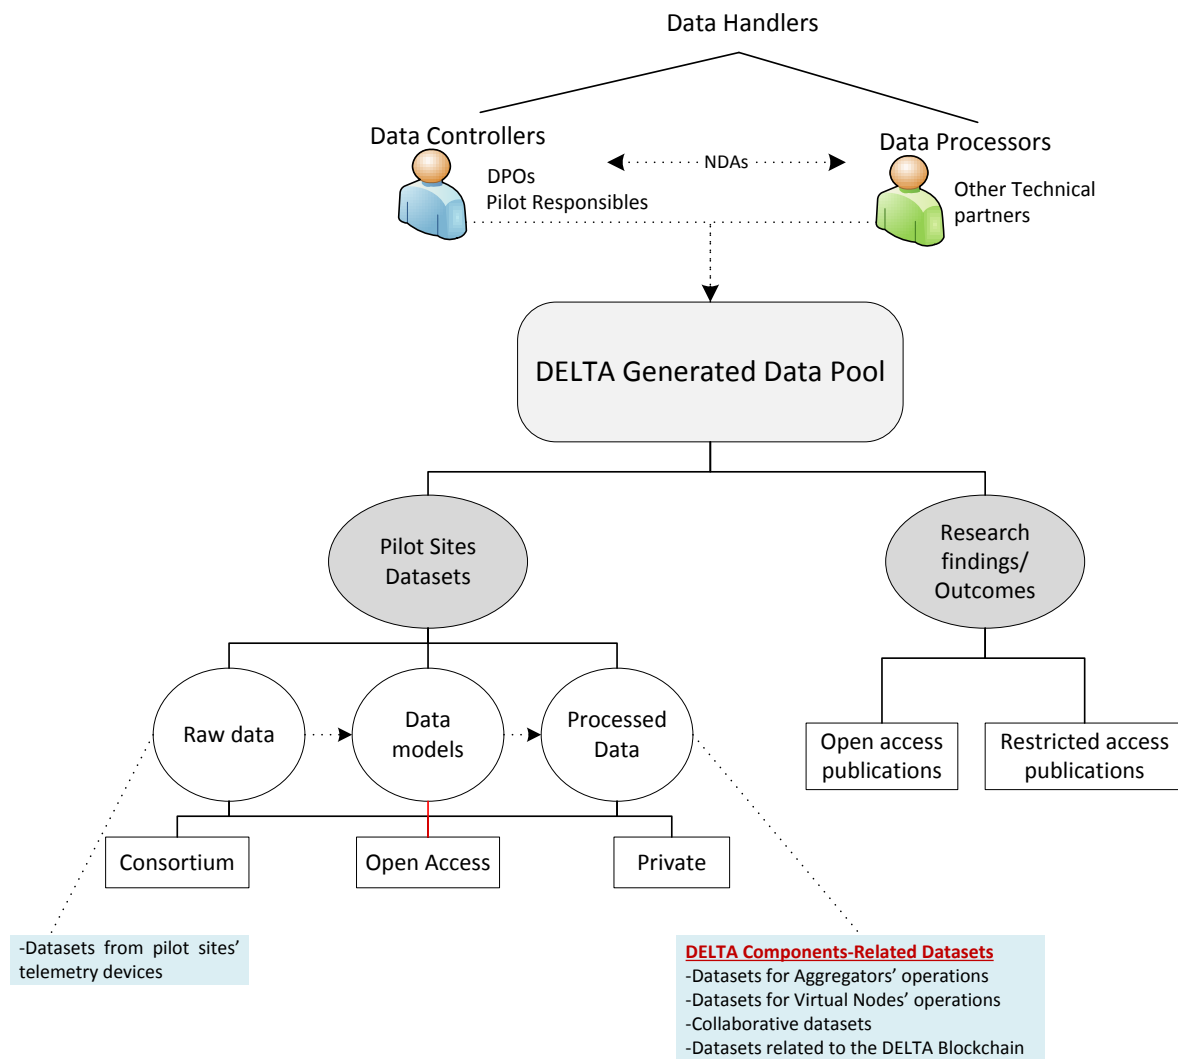 Data Handlers
Data Controllers
Data Processors
NDAs
DPOs
Pilot Responsibles
Other Technical
partners
DELTA Generated Data Pool
Pilot Sites
Datasets
Research
findings/
Outcomes
Raw data
Data
models
Processed
Data
Open access
publications
Restricted access
publications
Consortium
Open Access
Private
-Datasets from pilot sites’
telemetry devices
DELTA Components-Related Datasets
-Datasets for Aggregators’ operations
-Datasets for Virtual Nodes’ operations
-Collaborative datasets
-Datasets related to the DELTA Blockchain